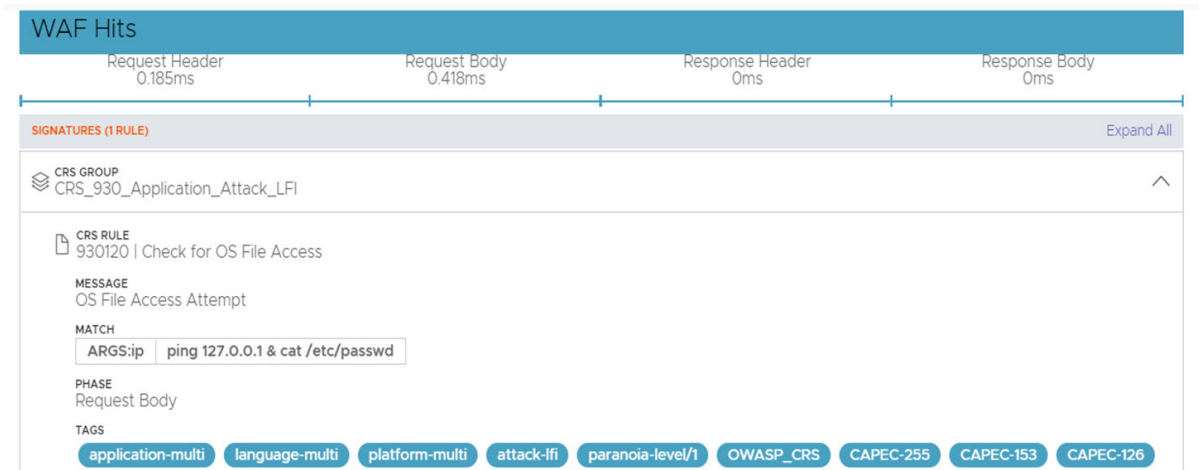 WAF Hits
Request Header Request Body Response Header Response Body
0.185ms 0.418ms 0ms 0ms
SIGNATURES (1 RULE) Expand All
CRS GROUP
CRS_930_Application_Attack_LFI
CRS RULE
930120 | Check for OS File Access
MESSAGE
OS File Access Attempt
MATCH
ARGS:ip ping 127.0.0.1 & cat /etc/passwd
PHASE
Request Body
TAGS
application-multi language-multi platform-multi attack-lfi paranoia-level/1 OWASP_CRS CAPEC-255 CAPEC-153 CAPEC-126